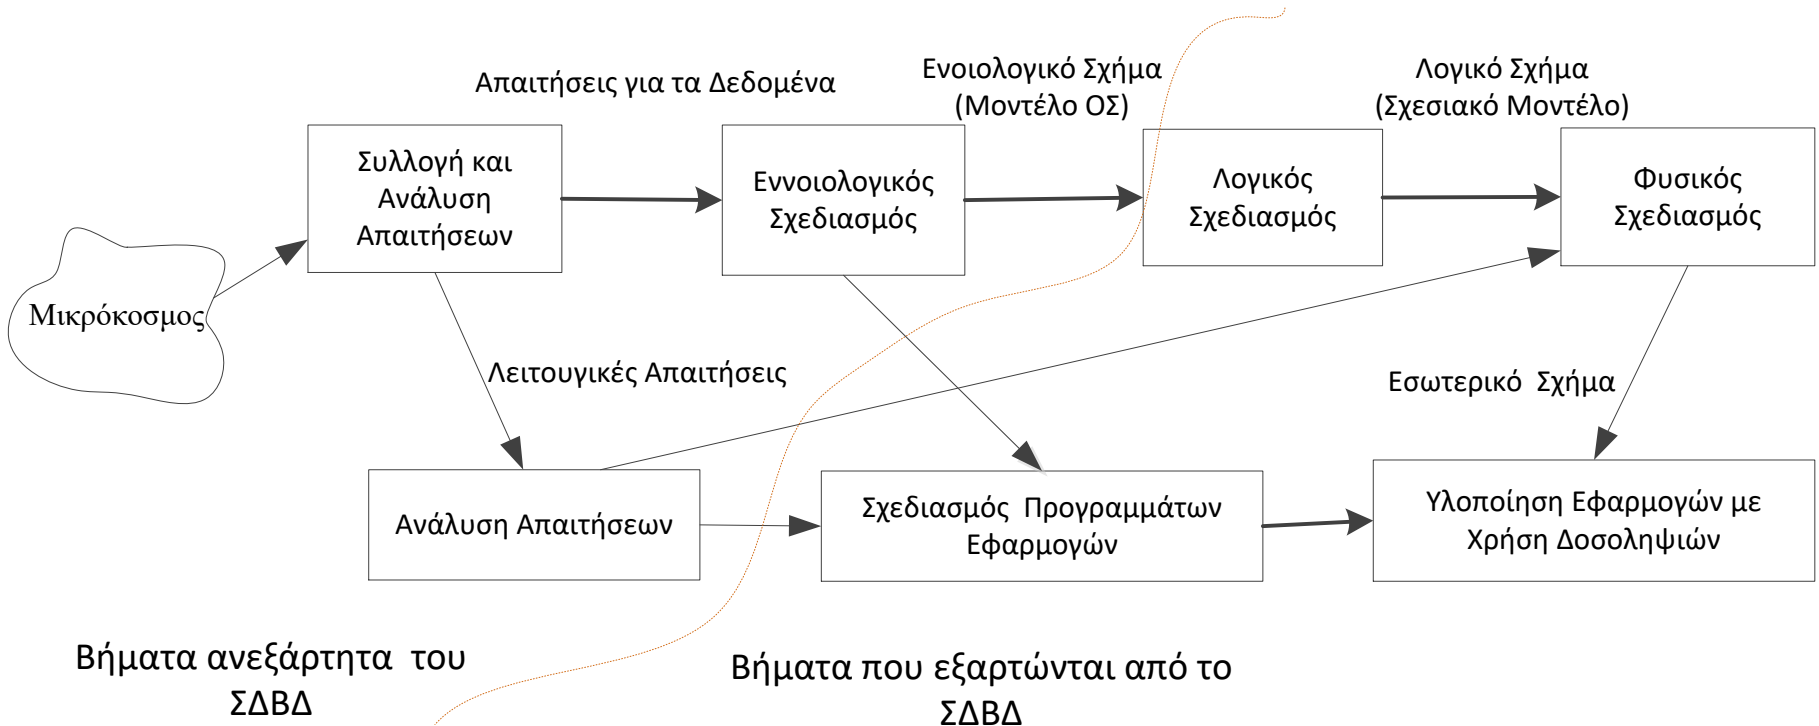 Απαιτήσεις για τα Δεδομένα
Ενοιολογικό Σχήμα
(Μοντέλο ΟΣ)
Λογικό Σχήμα
(Σχεσιακό Μοντέλο)
Συλλογή και
Ανάλυση
Απαιτήσεων
Εννοιολογικός
Σχεδιασμός
Λογικός
Σχεδιασμός
Φυσικός
Σχεδιασμός
Μικρόκοσμος
Λειτουγικές Απαιτήσεις
Εσωτερικό Σχήμα
Ανάλυση Απαιτήσεων
Σχεδιασμός Προγραμμάτων
Εφαρμογών
Υλοποίηση Εφαρμογών με
Χρήση Δοσοληψιών
Βήματα ανεξάρτητα του
ΣΔΒΔ
Βήματα που εξαρτώνται από το
ΣΔΒΔ